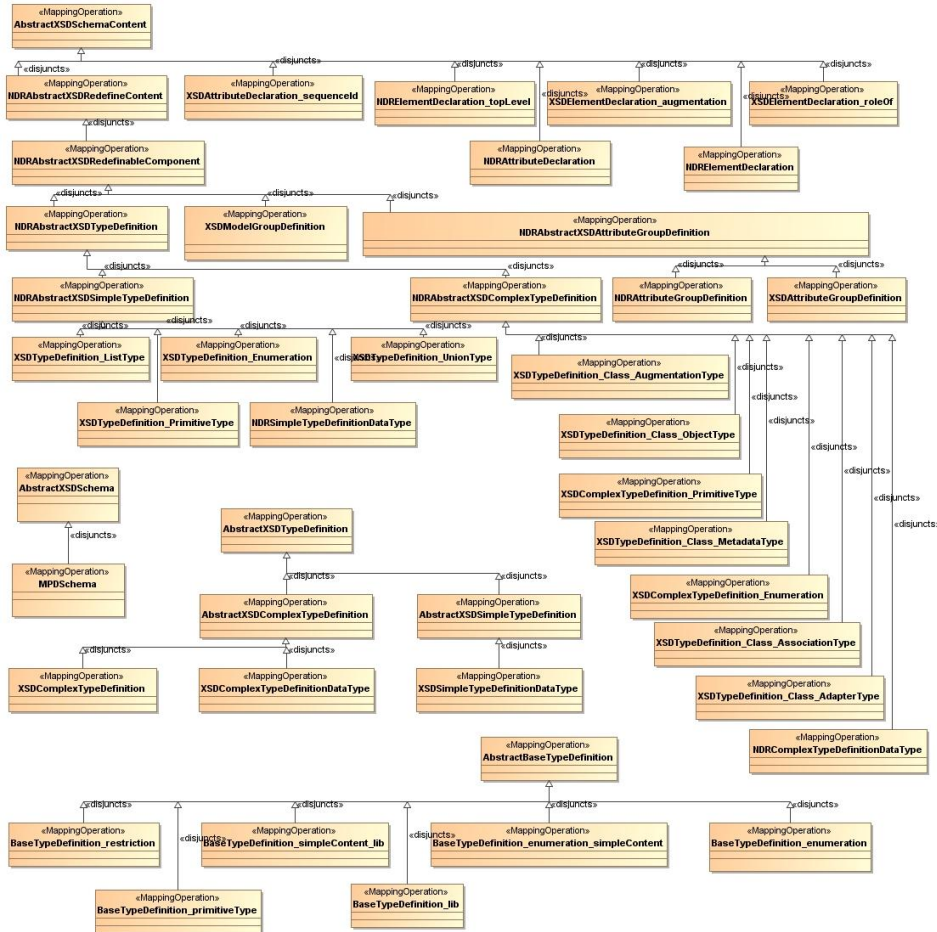 «MappingOperation»
AbstractXSDSchemaContent
«disjuncts»
«disjuncts»
«disjuncts»
«disjuncts»
«disjuncts»
«MappingOperation»
NDRAbstractXSDRedefineContent
«MappingOperation»
XSDAttributeDeclaration_sequenceId
«MappingOperation»
NDRElementDeclaration_topLevel
«disjuncts»
«MappingOperation»
XSDElementDeclaration_augmentation
«disjuncts»
«MappingOperation»
XSDElementDeclaration_roleOf
«disjuncts»
«MappingOperation»
NDRAbstractXSDRedefinableComponent
«MappingOperation»
NDRAttributeDeclaration
«MappingOperation»
NDRElementDeclaration
«disjuncts»
«disjuncts»
«disjuncts»
«MappingOperation»
NDRAbstractXSDTypeDefinition
«MappingOperation»
XSDModelGroupDefinition
«MappingOperation»
NDRAbstractXSDAttributeGroupDefinition
«disjuncts»
«disjuncts»
«disjuncts»
«disjuncts»
«MappingOperation»
NDRAbstractXSDSimpleTypeDefinition
«MappingOperation»
NDRAbstractXSDComplexTypeDefinition
«MappingOperation»
NDRAttributeGroupDefinition
«MappingOperation»
XSDAttributeGroupDefinition
«disjuncts»
«disjuncts»
«disjuncts»
«disjuncts»
«disjuncts»
«MappingOperation»
XSDTypeDefinition_ListType
«MappingOperation»
XSDTypeDefinition_Enumeration
«disjuncts»
«MappingOperation»
XSDTypeDefinition_UnionType
«MappingOperation»
XSDTypeDefinition_Class_AugmentationType
«disjuncts»
«MappingOperation»
XSDTypeDefinition_PrimitiveType
«MappingOperation»
NDRSimpleTypeDefinitionDataType
«disjuncts»
«MappingOperation»
XSDTypeDefinition_Class_ObjectType
«disjuncts»
«disjuncts»
«disjuncts»
«MappingOperation»
AbstractXSDSchema
«MappingOperation»
XSDComplexTypeDefinition_PrimitiveType
«disjuncts»
«disjuncts»
«MappingOperation»
AbstractXSDTypeDefinition
«disjuncts»
«MappingOperation»
XSDTypeDefinition_Class_MetadataType
«MappingOperation»
MPDSchema
«disjuncts»
«disjuncts»
«MappingOperation»
XSDComplexTypeDefinition_Enumeration
«MappingOperation»
AbstractXSDComplexTypeDefinition
«MappingOperation»
AbstractXSDSimpleTypeDefinition
«MappingOperation»
XSDTypeDefinition_Class_AssociationType
«disjuncts»
«disjuncts»
«disjuncts»
«MappingOperation»
XSDComplexTypeDefinition
«MappingOperation»
XSDComplexTypeDefinitionDataType
«MappingOperation»
XSDSimpleTypeDefinitionDataType
«MappingOperation»
XSDTypeDefinition_Class_AdapterType
«MappingOperation»
NDRComplexTypeDefinitionDataType
«MappingOperation»
AbstractBaseTypeDefinition
«disjuncts»
«disjuncts»
«disjuncts»
«disjuncts»
«MappingOperation»
BaseTypeDefinition_restriction
«disjuncts»
«MappingOperation»
BaseTypeDefinition_simpleContent_lib
«disjuncts»
«MappingOperation»
BaseTypeDefinition_enumeration_simpleContent
«MappingOperation»
BaseTypeDefinition_enumeration
«MappingOperation»
BaseTypeDefinition_primitiveType
«MappingOperation»
BaseTypeDefinition_lib